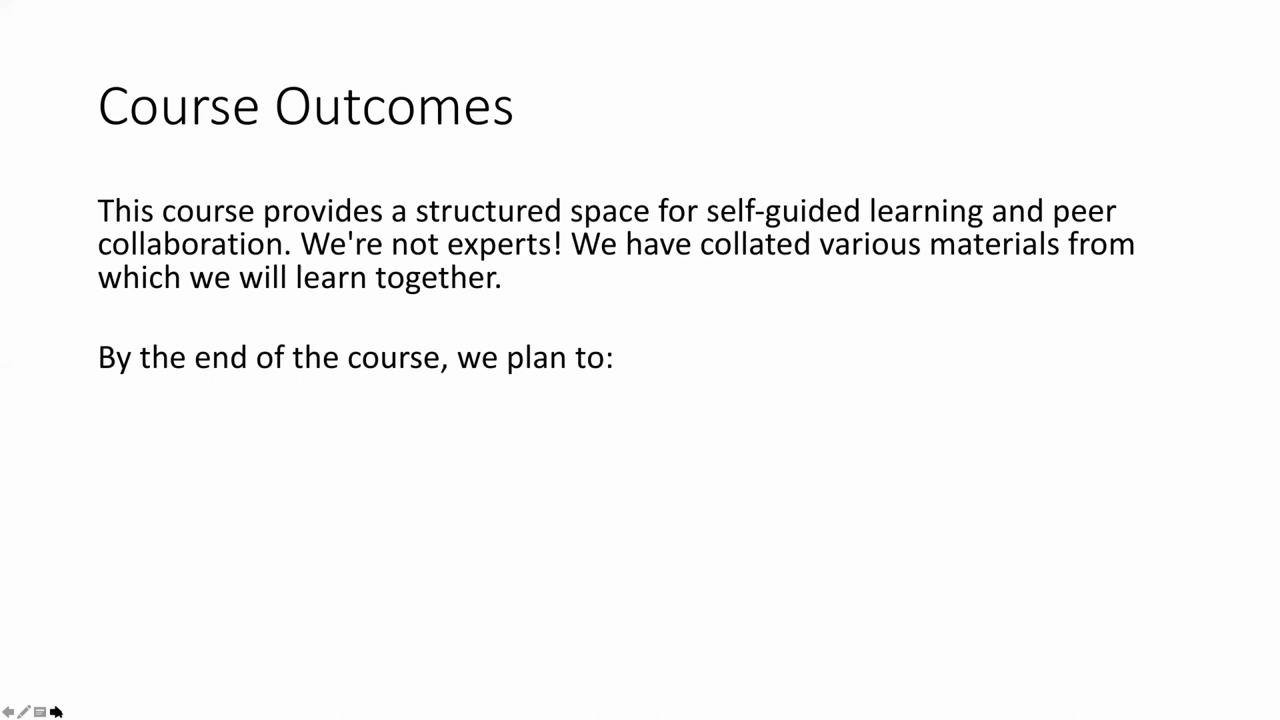 Course Outcomes
This course provides a structured space for self-guided learning and peer
collaboration. We're not experts! We have collated various materials from
which we will learn together.
By the end of the course, we plan to: